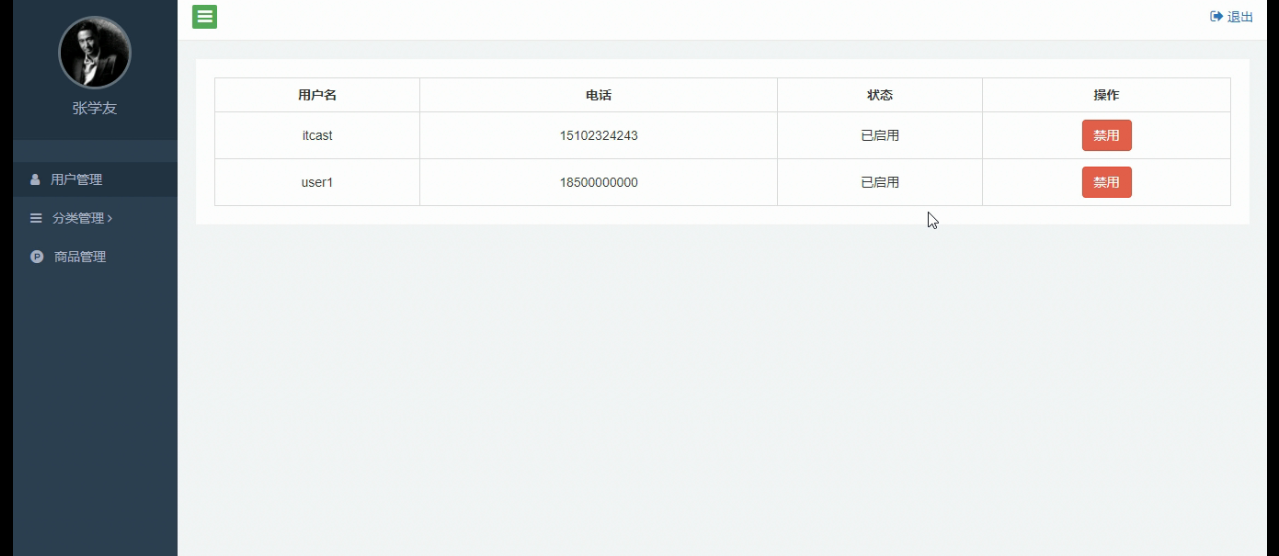 退出
张学友
用户管理
分类管理
商品管理
用户名 电话 状态 操作
itcast 15102324243 已启用 禁用
user1 18500000000 已启用 禁用